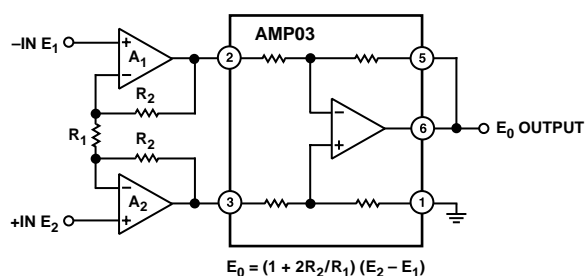 AMP03
–IN E1
+
A1
–
2
5
R2
R1
–
+
6
E0 OUTPUT
R2
–
A2
+
+IN E2
3
1
E0 = (1 + 2R2/R1) (E2 – E1)